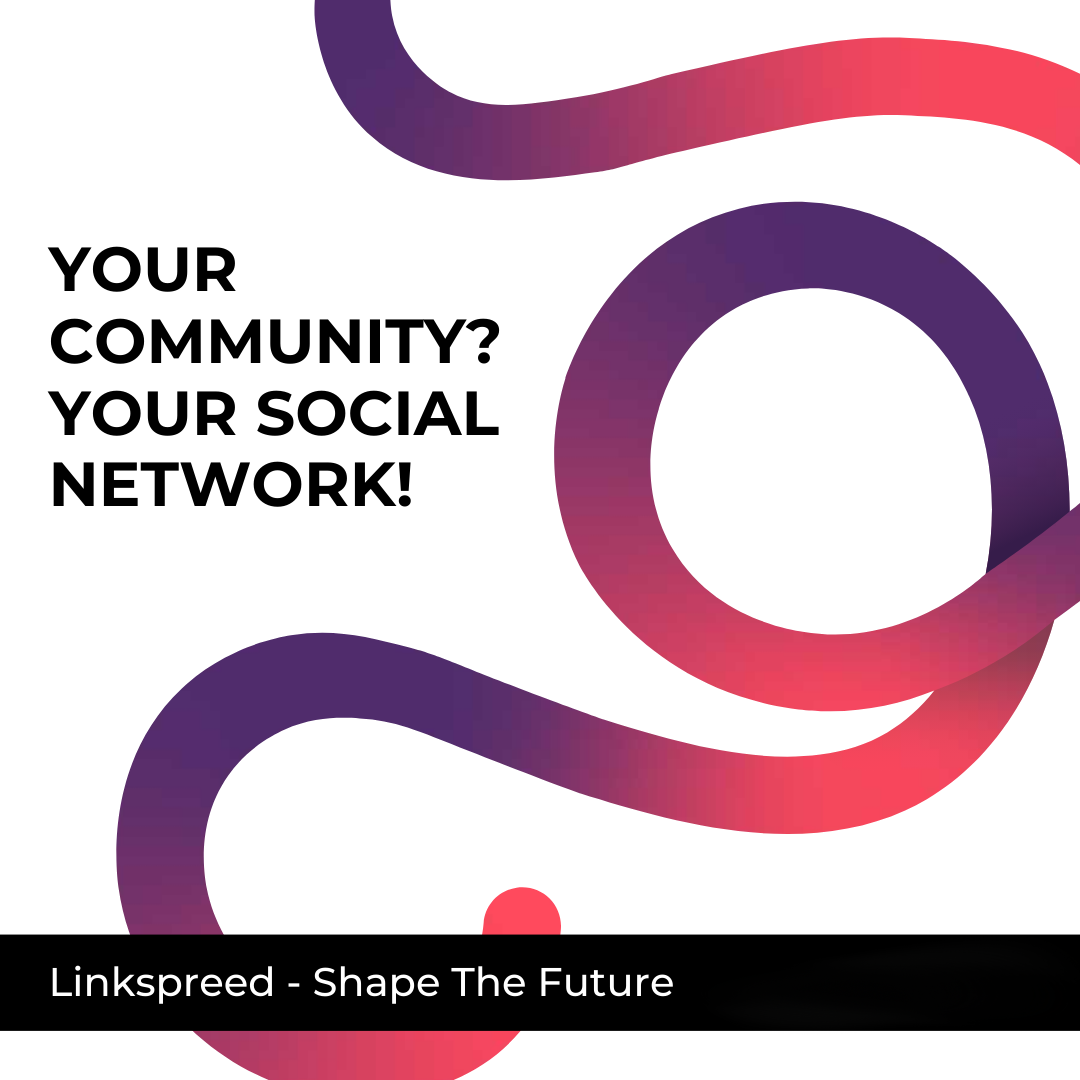 YOUR
COMMUNITY?
YOUR SOCIAL
NETWORK!
Linkspreed - Shape The Future